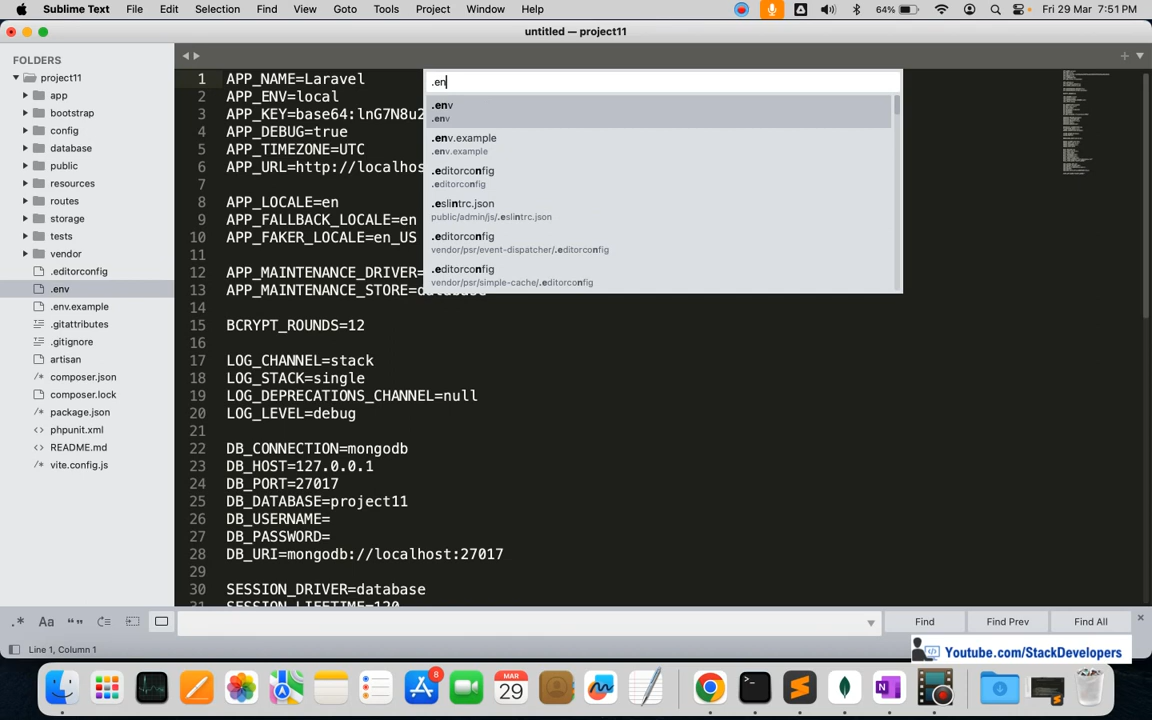 Sublime Text File Edit Selection Find View Goto Tools Project Window Help
64% Fri 29 Mar 7:51 PM
untitled — project11
FOLDERS
project11
app
bootstrap
config
database
public
resources
routes
storage
tests
vendor
.editorconfig
.env
.env.example
.gitattributes
.gitignore
artisan
composer.json
composer.lock
package.json
phpunit.xml
README.md
vite.config.js
1 APP_NAME=Laravel
2 APP_ENV=local
3 APP_KEY=base64:lnG7N8u2
4 APP_DEBUG=true
5 APP_TIMEZONE=UTC
6 APP_URL=http://localhos
7
8 APP_LOCALE=en
9 APP_FALLBACK_LOCALE=en
10 APP_FAKER_LOCALE=en_US
11
12 APP_MAINTENANCE_DRIVER=
13 APP_MAINTENANCE_STORE=database
14
15 BCRYPT_ROUNDS=12
16
17 LOG_CHANNEL=stack
18 LOG_STACK=single
19 LOG_DEPRECATIONS_CHANNEL=null
20 LOG_LEVEL=debug
21
22 DB_CONNECTION=mongodb
23 DB_HOST=127.0.0.1
24 DB_PORT=27017
25 DB_DATABASE=project11
26 DB_USERNAME=
27 DB_PASSWORD=
28 DB_URI=mongodb://localhost:27017
29
30 SESSION_DRIVER=database
31 SESSION_LIFETIME=120
.en
.env
.env
.env.example
.env.example
.editorconfig
.editorconfig
.eslintrc.json
public/admin/js/.eslintrc.json
.editorconfig
vendor/psr/event-dispatcher/.editorconfig
.editorconfig
vendor/psr/simple-cache/.editorconfig
.* Aa “” Find Find Prev Find All
Line 1, Column 1
Youtube.com/StackDevelopers
8
MAR
29